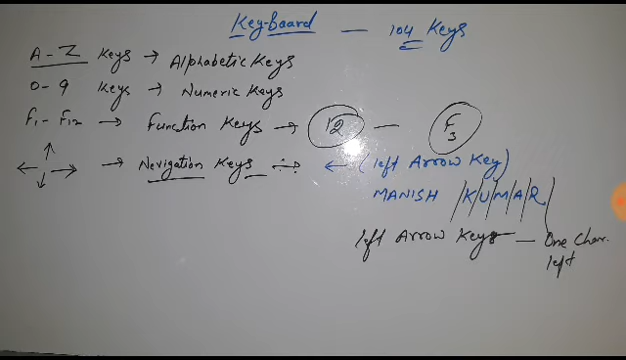 Key-Board — 104 Keys
A-Z Keys → Alphabetic Keys
0-9 Keys → Numeric Keys
F1-F12 → Function Keys → 12 — F3
← ↑ ↓ → → Nevigation Keys ← (left Arrow Key)
MANISH /K/U/M/A/R/
left Arrow Keys — One Char.
left